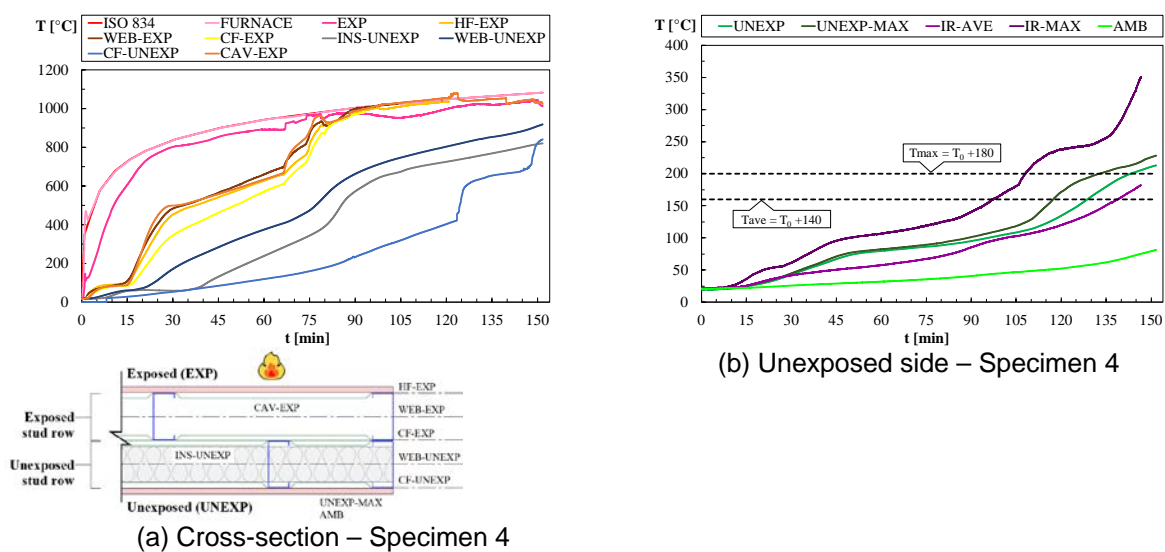 T [°C]
ISO 834 FURNACE EXP HF-EXP
WEB-EXP CF-EXP INS-UNEXP WEB-UNEXP
CF-UNEXP CAV-EXP
1200
1000
800
600
400
200
0
0 15 30 45 60 75 90 105 120 135 150
t [min]
Exposed (EXP)
HF-EXP
CAV-EXP
WEB-EXP
Exposed
stud row
CF-EXP
INS-UNEXP
WEB-UNEXP
Unexposed
stud row
CF-UNEXP
Unexposed (UNEXP)
UNEXP-MAX
AMB
(a) Cross-section – Specimen 4
T [°C]
UNEXP UNEXP-MAX IR-AVE IR-MAX AMB
400
350
300
250
200
150
100
50
0
Tmax = T0 +180
Tave = T0 +140
0 15 30 45 60 75 90 105 120 135 150
t [min]
(b) Unexposed side – Specimen 4